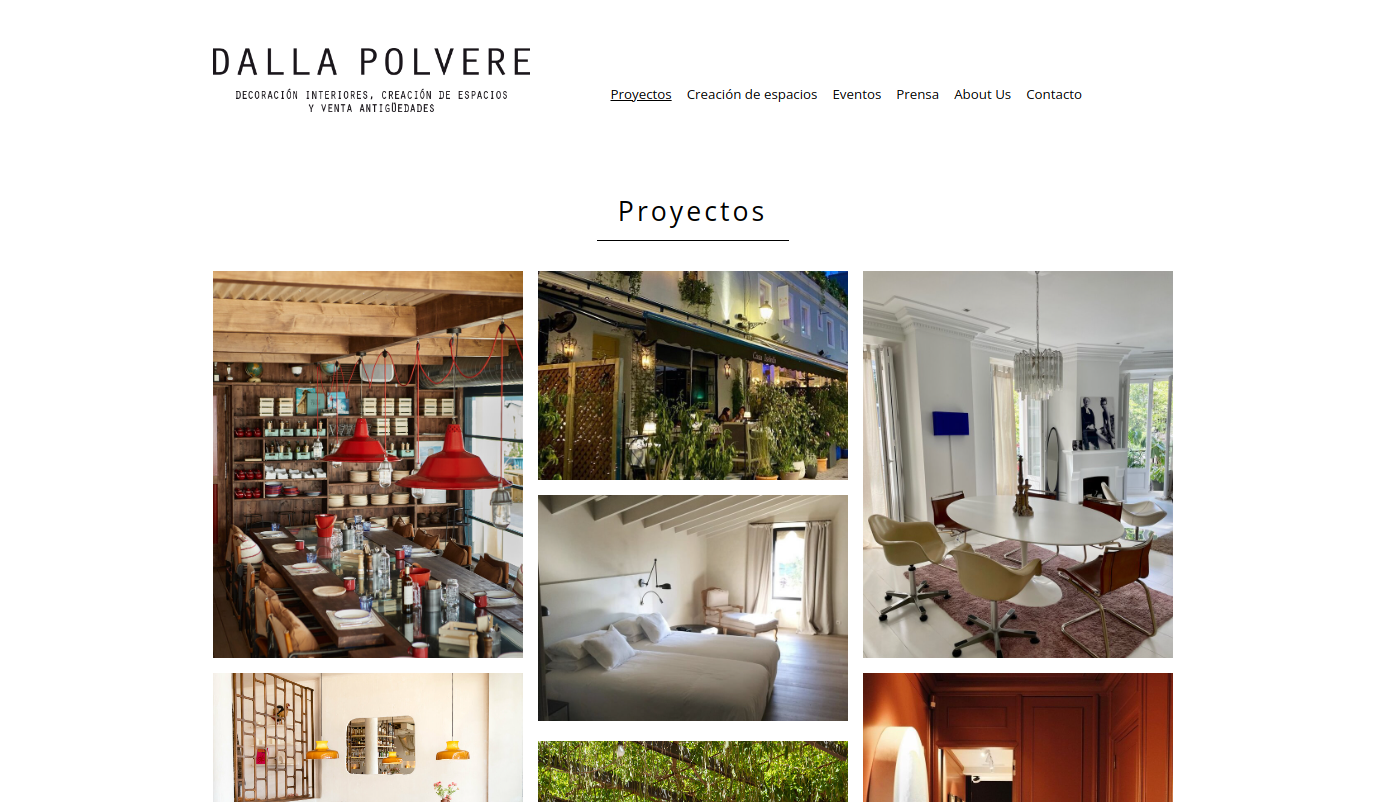 DALLA POLVERE
DECORACIÓN INTERIORES, CREACIÓN DE ESPACIOS
Y VENTA ANTIGÜEDADES
Proyectos Creación de espacios Eventos Prensa About Us Contacto
Proyectos